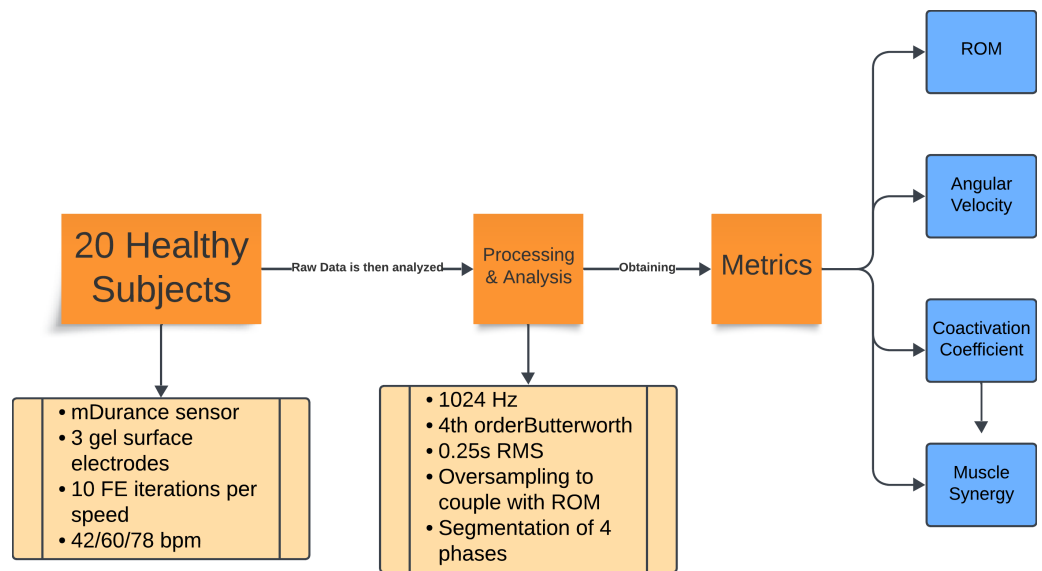 20 Healthy
Subjects
Raw Data is then analyzed
Processing
& Analysis
Obtaining
Metrics
ROM
Angular
Velocity
Coactivation
Coefficient
Muscle
Synergy
• mDurance sensor
• 3 gel surface
electrodes
• 10 FE iterations per
speed
• 42/60/78 bpm
• 1024 Hz
• 4th orderButterworth
• 0.25s RMS
• Oversampling to
couple with ROM
• Segmentation of 4
phases